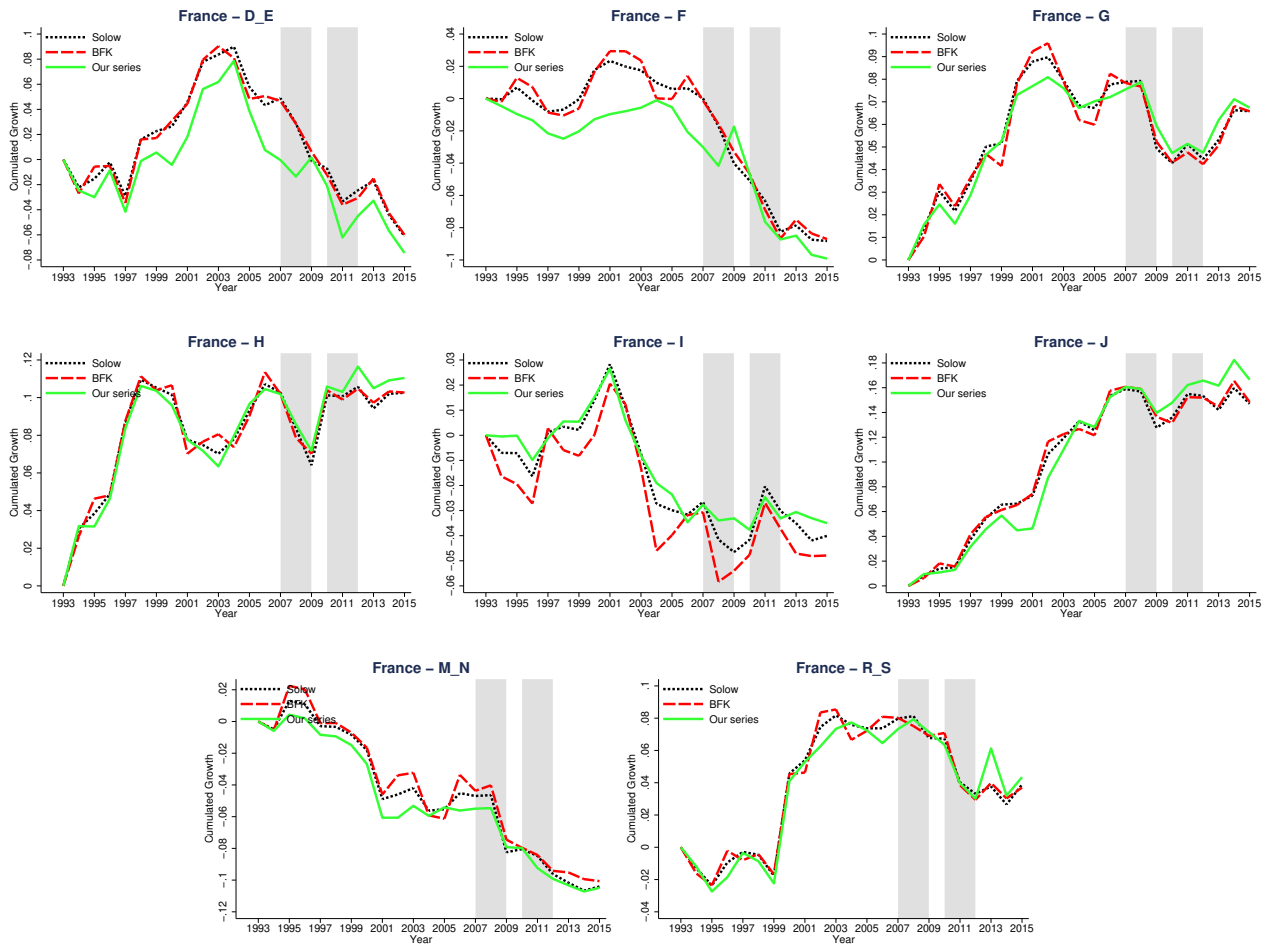 France – D_E
Cumulated Growth
.1
.08
.06
.04
.02
0
-.02
-.04
-.06
-.08
Solow
BFK
Our series
1993 1995 1997 1999 2001 2003 2005 2007 2009 2011 2013 2015
Year
France – F
Cumulated Growth
.04
.02
0
-.02
-.04
-.06
-.08
-.1
Solow
BFK
Our series
1993 1995 1997 1999 2001 2003 2005 2007 2009 2011 2013 2015
Year
France – G
Cumulated Growth
.1
.09
.08
.07
.06
.05
.04
.03
.02
.01
0
Solow
BFK
Our series
1993 1995 1997 1999 2001 2003 2005 2007 2009 2011 2013 2015
Year
France – H
Cumulated Growth
.12
.1
.08
.06
.04
.02
0
Solow
BFK
Our series
1993 1995 1997 1999 2001 2003 2005 2007 2009 2011 2013 2015
Year
France – I
Cumulated Growth
.03
.02
.01
0
-.01
-.02
-.03
-.04
-.05
-.06
Solow
BFK
Our series
1993 1995 1997 1999 2001 2003 2005 2007 2009 2011 2013 2015
Year
France – J
Cumulated Growth
.18
.16
.14
.12
.1
.08
.06
.04
.02
0
Solow
BFK
Our series
1993 1995 1997 1999 2001 2003 2005 2007 2009 2011 2013 2015
Year
France – M_N
Cumulated Growth
.02
0
-.02
-.04
-.06
-.08
-.1
-.12
Solow
BFK
Our series
1993 1995 1997 1999 2001 2003 2005 2007 2009 2011 2013 2015
Year
France – R_S
Cumulated Growth
.1
.08
.06
.04
.02
0
-.02
-.04
Solow
BFK
Our series
1993 1995 1997 1999 2001 2003 2005 2007 2009 2011 2013 2015
Year